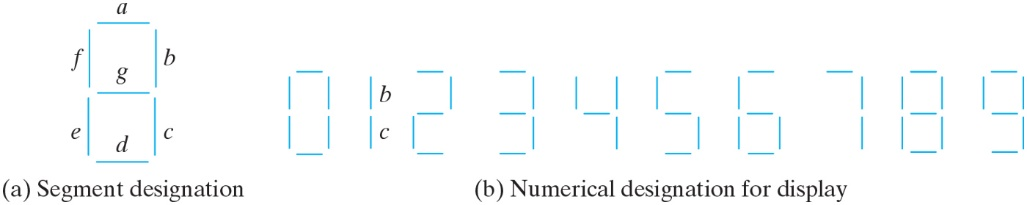 a
f
b
g
e
c
d
b
c
(a) Segment designation
(b) Numerical designation for display